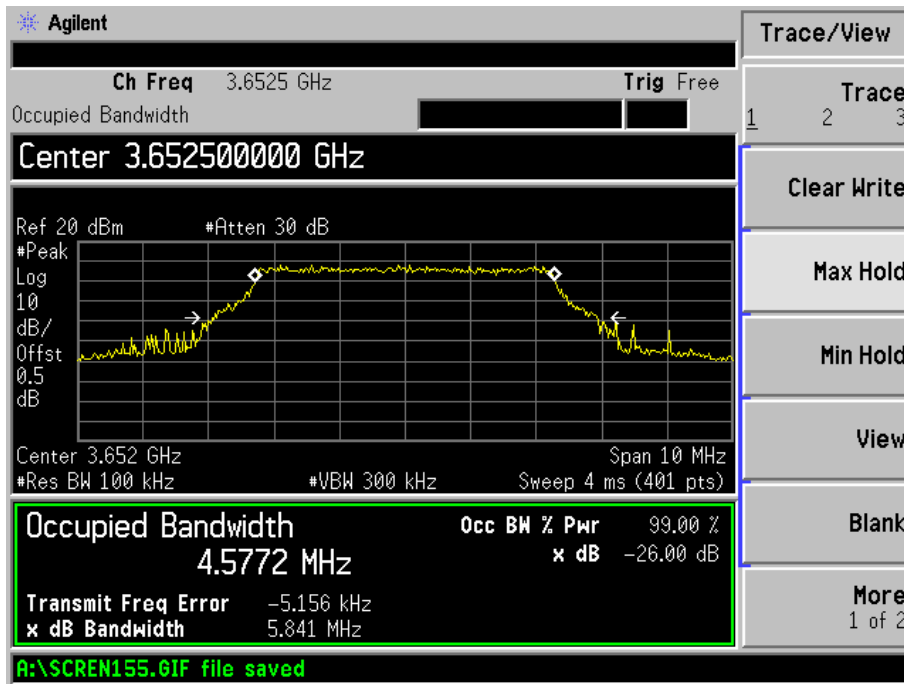 Agilent
Trace/View
Ch Freq 3.6525 GHz Trig Free
Occupied Bandwidth
Center 3.652500000 GHz
Ref 20 dBm #Atten 30 dB
#Peak
Log
10
dB/
Offst
0.5
dB
Center 3.652 GHz Span 10 MHz
#Res BW 100 kHz #VBW 300 kHz Sweep 4 ms (401 pts)
Occupied Bandwidth
4.5772 MHz
Occ BW % Pwr 99.00 %
x dB -26.00 dB
Transmit Freq Error -5.156 kHz
x dB Bandwidth 5.841 MHz
A:\SCREN155.GIF file saved
Trace
1 2 3
Clear Write
Max Hold
Min Hold
View
Blank
More
1 of 2